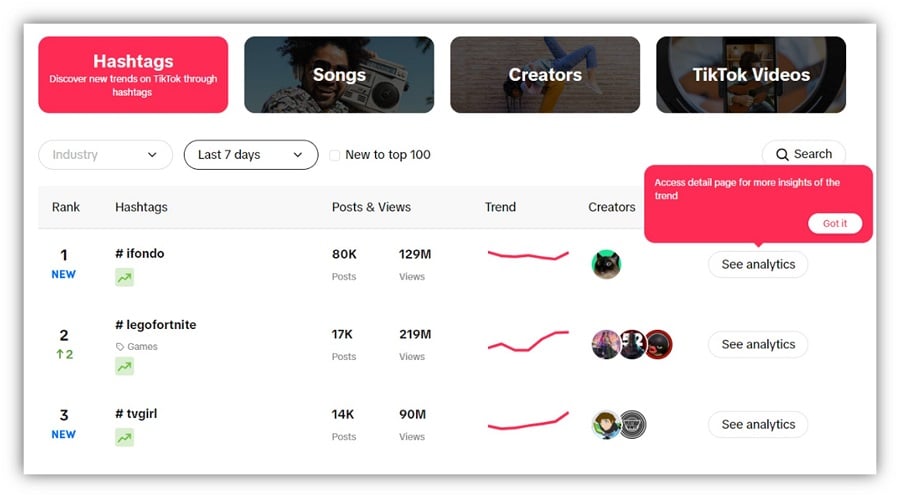 Hashtags
Discover new trends on TikTok through
hashtags
Songs
Creators
TikTok Videos
Industry
Last 7 days
New to top 100
Search
Access detail page for more insights of the
trend
Got it
Rank
Hashtags
Posts & Views
Trend
Creators
1
NEW
# ifondo
80K
Posts
129M
Views
See analytics
2
↑2
# legofortnite
Games
17K
Posts
219M
Views
See analytics
3
NEW
# tvgirl
14K
Posts
90M
Views
See analytics